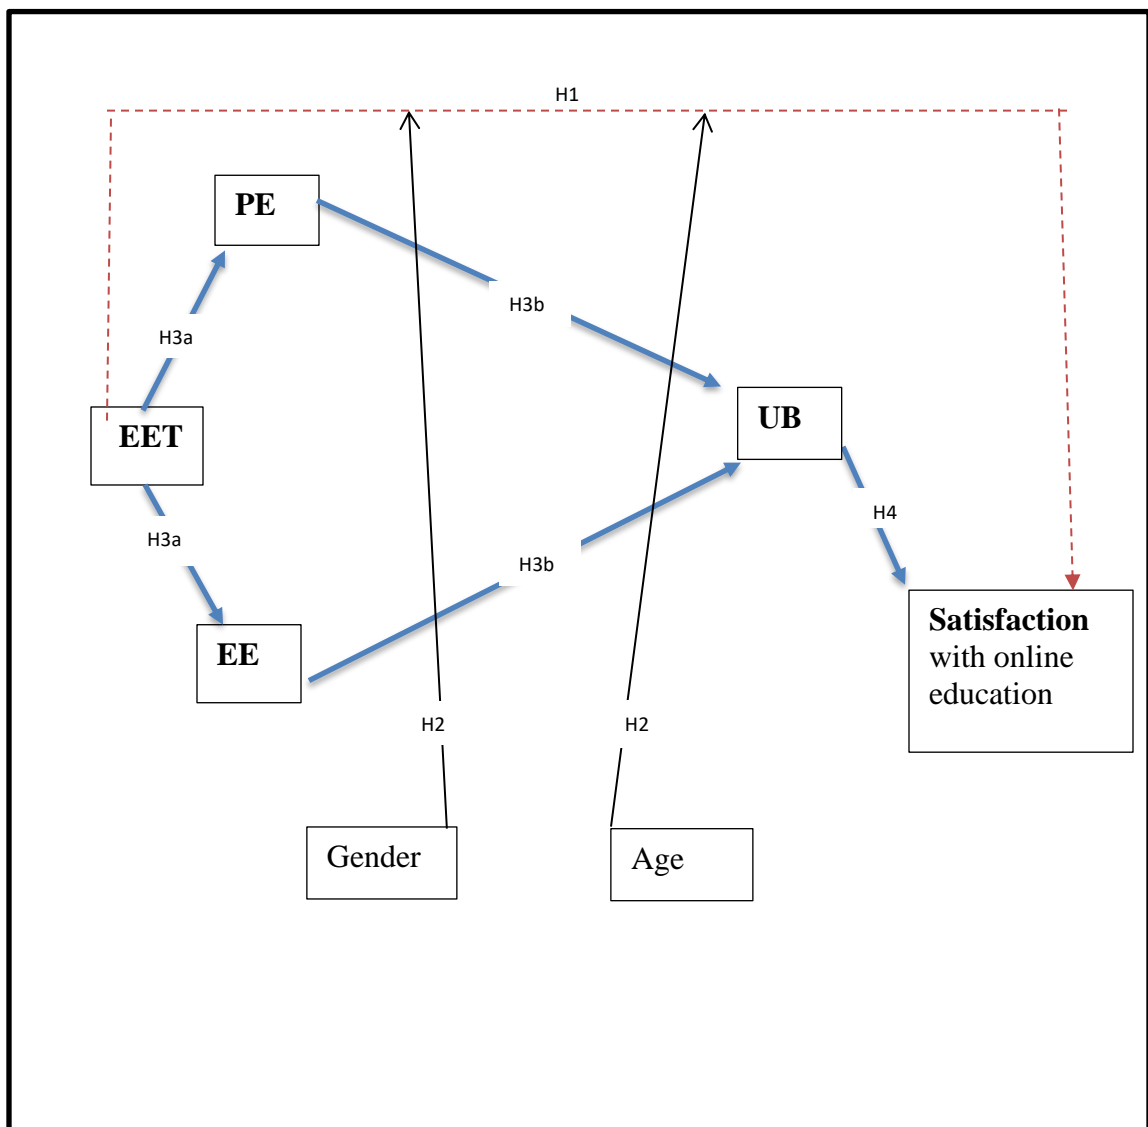 H1
PE
H3b
H3a
EET
UB
H4
H3a
H3b
EE
Satisfaction
with online
education
H2
H2
Gender
Age